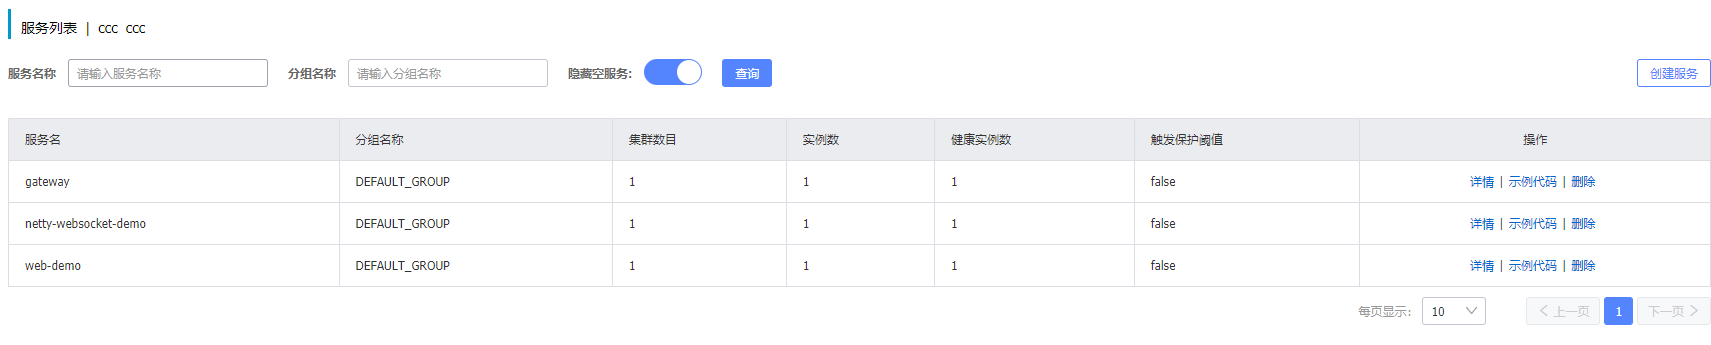 服务列表 | ccc ccc
服务名称 请输入服务名称 分组名称 请输入分组名称 隐藏空服务: 查询 创建服务
服务名 分组名称 集群数目 实例数 健康实例数 触发保护阈值 操作
gateway DEFAULT_GROUP 1 1 1 false 详情 | 示例代码 | 删除
netty-websocket-demo DEFAULT_GROUP 1 1 1 false 详情 | 示例代码 | 删除
web-demo DEFAULT_GROUP 1 1 1 false 详情 | 示例代码 | 删除
每页显示: 10 上一页 1 下一页